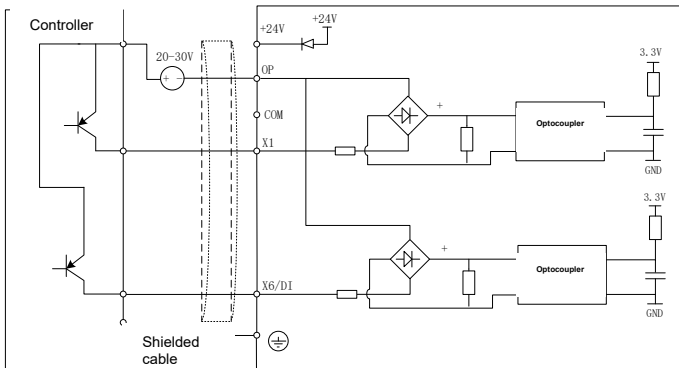 Controller
20-30V
+ -
+24V
+24V
OP
COM
X1
+
Optocoupler
3.3V
GND
X6/DI
+
Optocoupler
3.3V
GND
Shielded
cable